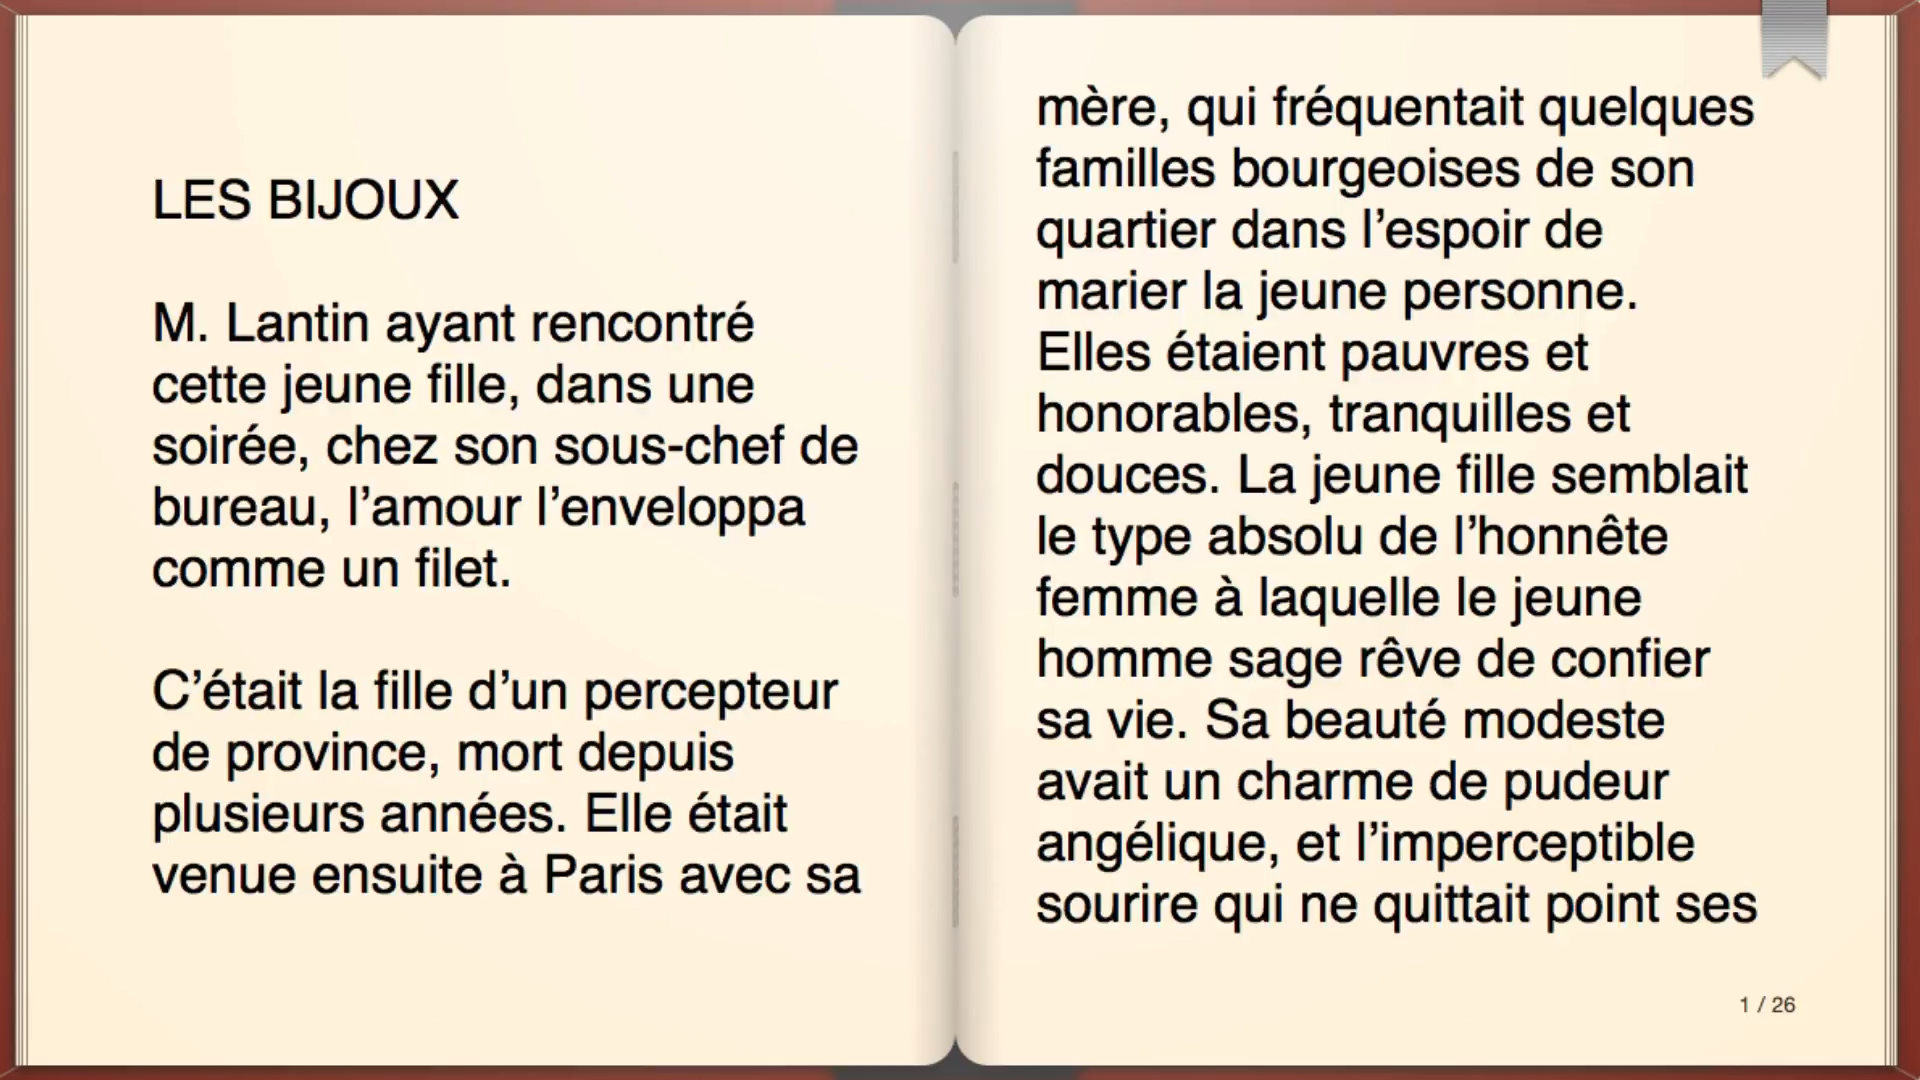 LES BIJOUX
M. Lantin ayant rencontré
cette jeune fille, dans une
soirée, chez son sous-chef de
bureau, l’amour l’enveloppa
comme un filet.
C’était la fille d’un percepteur
de province, mort depuis
plusieurs années. Elle était
venue ensuite à Paris avec sa
mère, qui fréquentait quelques
familles bourgeoises de son
quartier dans l’espoir de
marier la jeune personne.
Elles étaient pauvres et
honorables, tranquilles et
douces. La jeune fille semblait
le type absolu de l’honnête
femme à laquelle le jeune
homme sage rêve de confier
sa vie. Sa beauté modeste
avait un charme de pudeur
angélique, et l’imperceptible
sourire qui ne quittait point ses
1 / 26